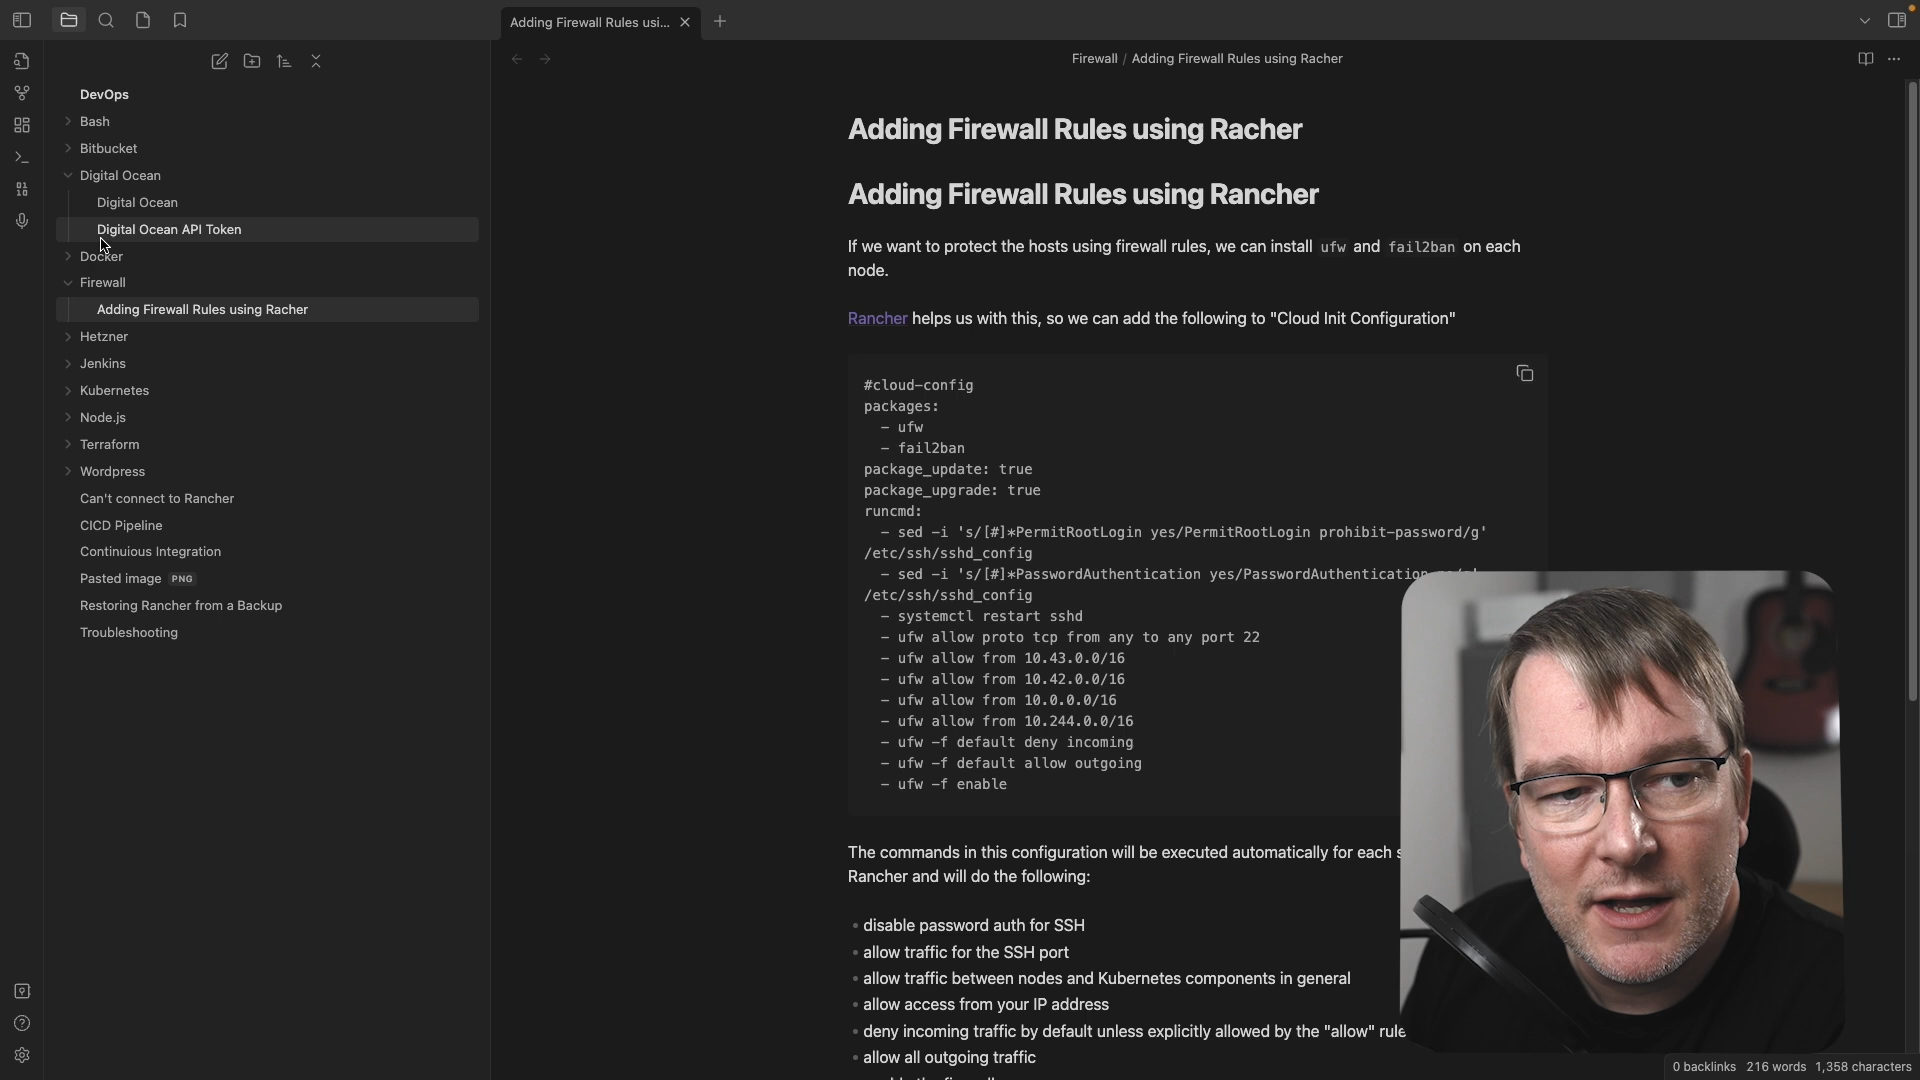 Adding Firewall Rules usi...
Firewall / Adding Firewall Rules using Racher
DevOps
Bash
Bitbucket
Digital Ocean
Digital Ocean
Digital Ocean API Token
Docker
Firewall
Adding Firewall Rules using Racher
Hetzner
Jenkins
Kubernetes
Node.js
Terraform
Wordpress
Can't connect to Rancher
CICD Pipeline
Continuious Integration
Pasted image PNG
Restoring Rancher from a Backup
Troubleshooting
Adding Firewall Rules using Racher
Adding Firewall Rules using Rancher
If we want to protect the hosts using firewall rules, we can install ufw and fail2ban on each
node.
Rancher helps us with this, so we can add the following to "Cloud Init Configuration"
#cloud-config
packages:
- ufw
- fail2ban
package_update: true
package_upgrade: true
runcmd:
- sed -i 's/[#]*PermitRootLogin yes/PermitRootLogin prohibit-password/g'
/etc/ssh/sshd_config
- sed -i 's/[#]*PasswordAuthentication yes/PasswordAuthentication
/etc/ssh/sshd_config
- systemctl restart sshd
- ufw allow proto tcp from any to any port 22
- ufw allow from 10.43.0.0/16
- ufw allow from 10.42.0.0/16
- ufw allow from 10.0.0.0/16
- ufw allow from 10.244.0.0/16
- ufw -f default deny incoming
- ufw -f default allow outgoing
- ufw -f enable
The commands in this configuration will be executed automatically for each
Rancher and will do the following:
• disable password auth for SSH
• allow traffic for the SSH port
• allow traffic between nodes and Kubernetes components in general
• allow access from your IP address
• deny incoming traffic by default unless explicitly allowed by the "allow" rule
• allow all outgoing traffic
0 backlinks 216 words 1,358 characters